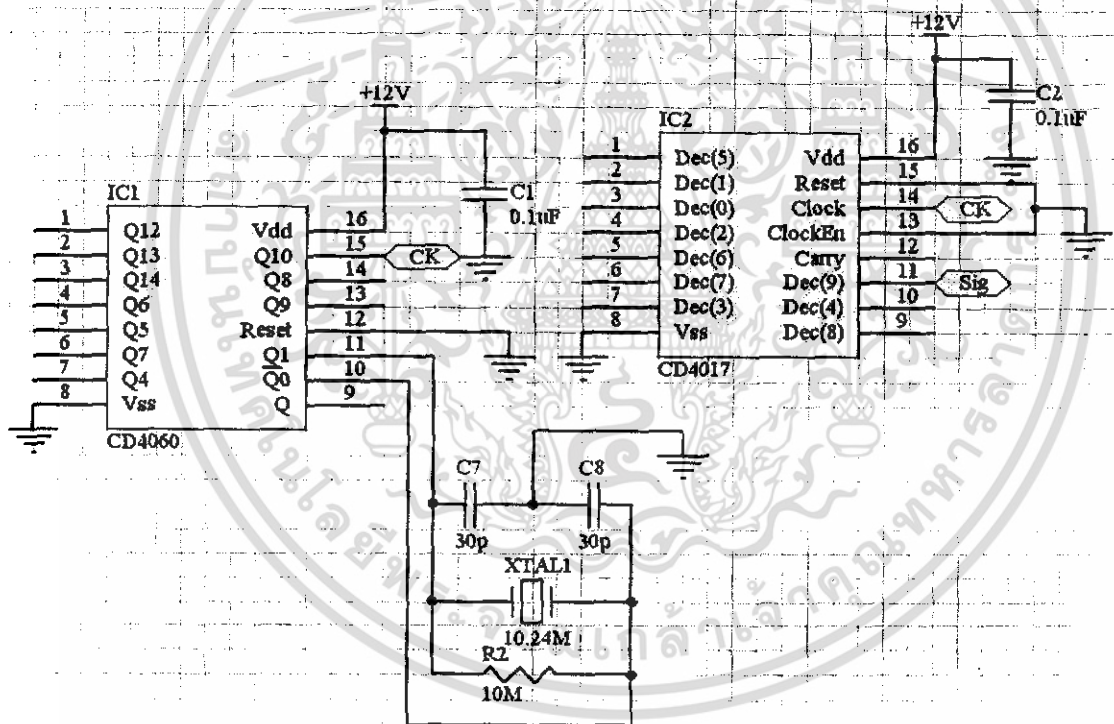 +12V
C2
0.1uF
IC2
1 Dec(5) Vdd 16
2 Dec(1) Reset 15
3 Dec(0) Clock 14 CK
4 Dec(2) ClockEn 13
5 Dec(6) Carry 12
6 Dec(7) Dec(9) 11 Sig
7 Dec(3) Dec(4) 10
8 Vss Dec(8) 9
CD4017
+12V
C1
0.1uF
IC1
1 Q12 Vdd 16
2 Q13 Q10 15 CK
3 Q14 Q8 14
4 Q6 Q9 13
5 Q5 Reset 12
6 Q7 Q1 11
7 Q4 Q0 10
8 Vss Q 9
CD4060
C7 C8
30p 30p
XTAL1
10.24M
R2
10M